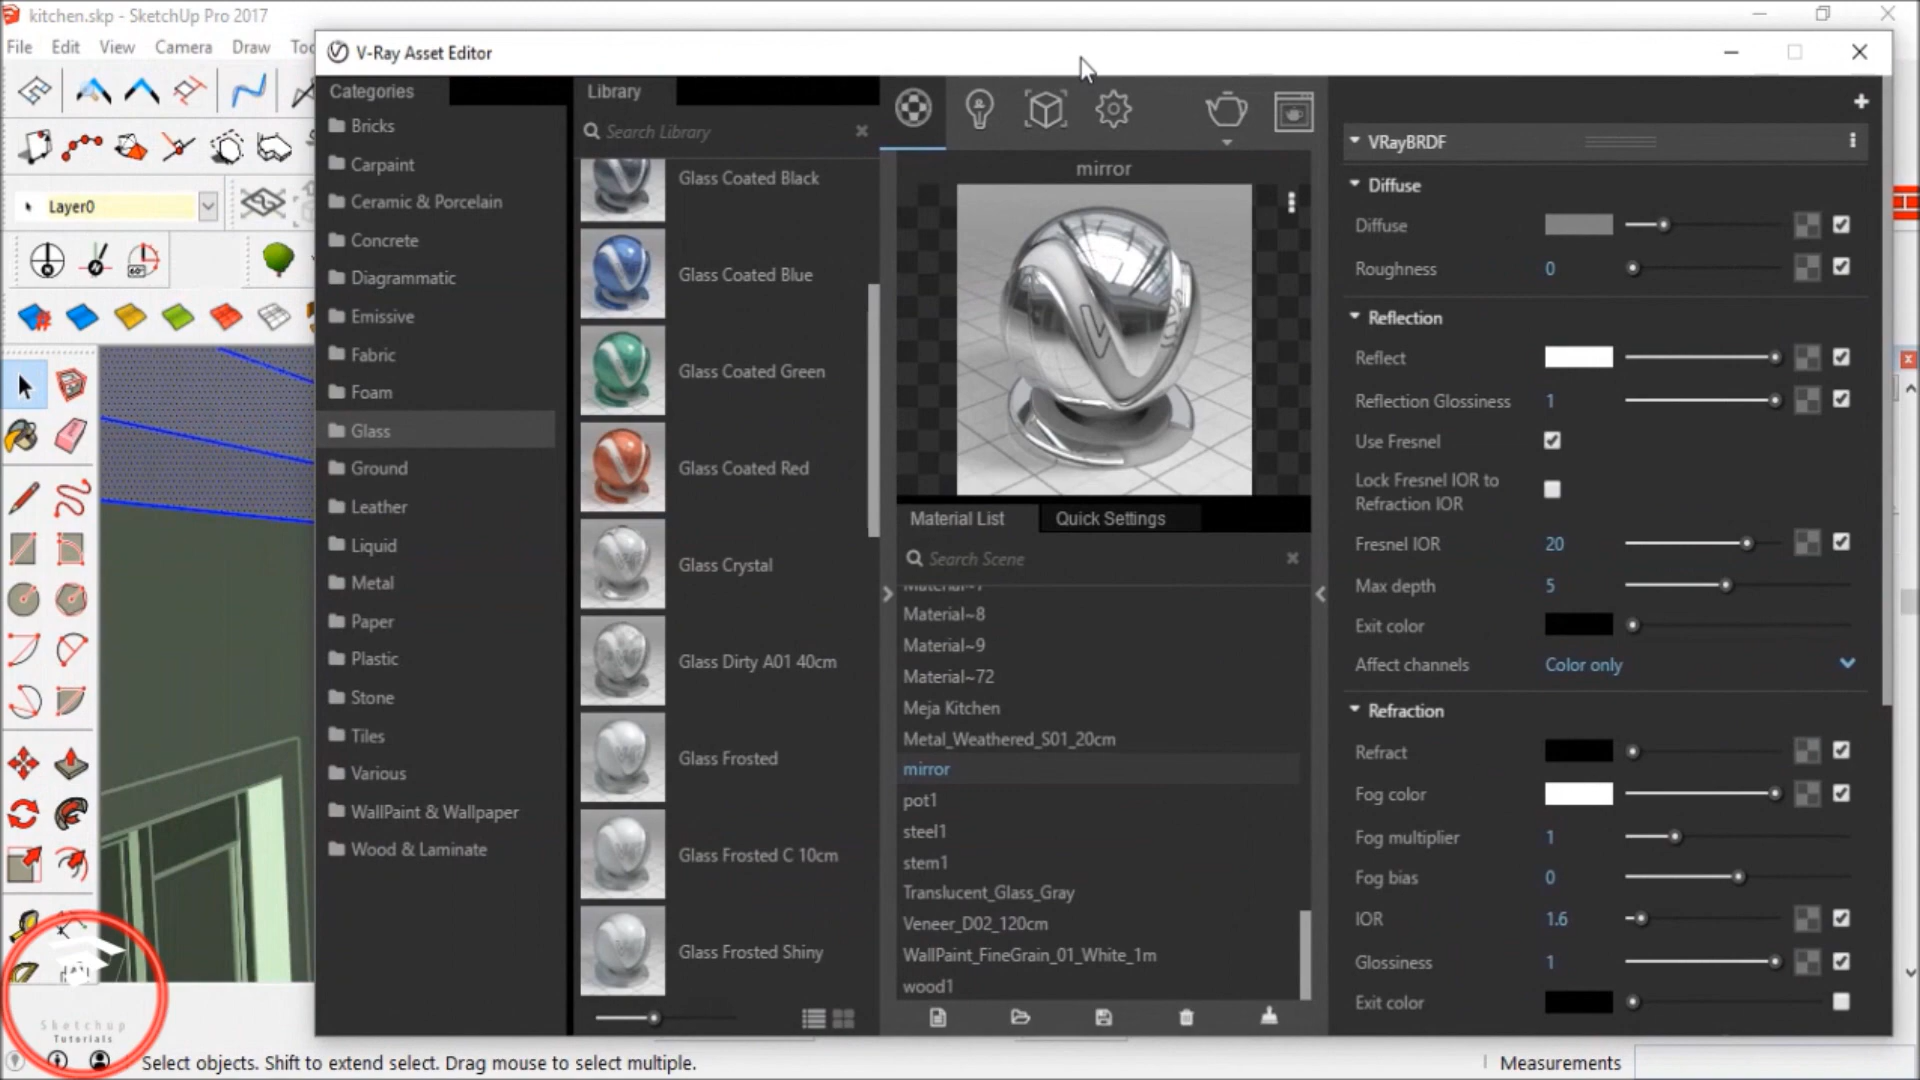 kitchen.skp - SketchUp Pro 2017
File Edit View Camera Draw Too
V-Ray Asset Editor
Layer0
60°
Categories
Bricks
Carpaint
Ceramic & Porcelain
Concrete
Diagrammatic
Emissive
Fabric
Foam
Glass
Ground
Leather
Liquid
Metal
Paper
Plastic
Stone
Tiles
Various
WallPaint & Wallpaper
Wood & Laminate
Library
Search Library
Glass Coated Black
Glass Coated Blue
Glass Coated Green
Glass Coated Red
Glass Crystal
Glass Dirty A01 40cm
Glass Frosted
Glass Frosted C 10cm
Glass Frosted Shiny
mirror
Material List Quick Settings
Search Scene
Material~7
Material~8
Material~9
Material~72
Meja Kitchen
Metal_Weathered_S01_20cm
mirror
pot1
steel1
stem1
Translucent_Glass_Gray
Veneer_D02_120cm
WallPaint_FineGrain_01_White_1m
wood1
VRayBRDF
Diffuse
Diffuse
Roughness 0
Reflection
Reflect
Reflection Glossiness 1
Use Fresnel
Lock Fresnel IOR to
Refraction IOR
Fresnel IOR 20
Max depth 5
Exit color
Affect channels Color only
Refraction
Refract
Fog color
Fog multiplier 1
Fog bias 0
IOR 1.6
Glossiness 1
Exit color
Sketchup
Tutorials
Select objects. Shift to extend select. Drag mouse to select multiple.
Measurements